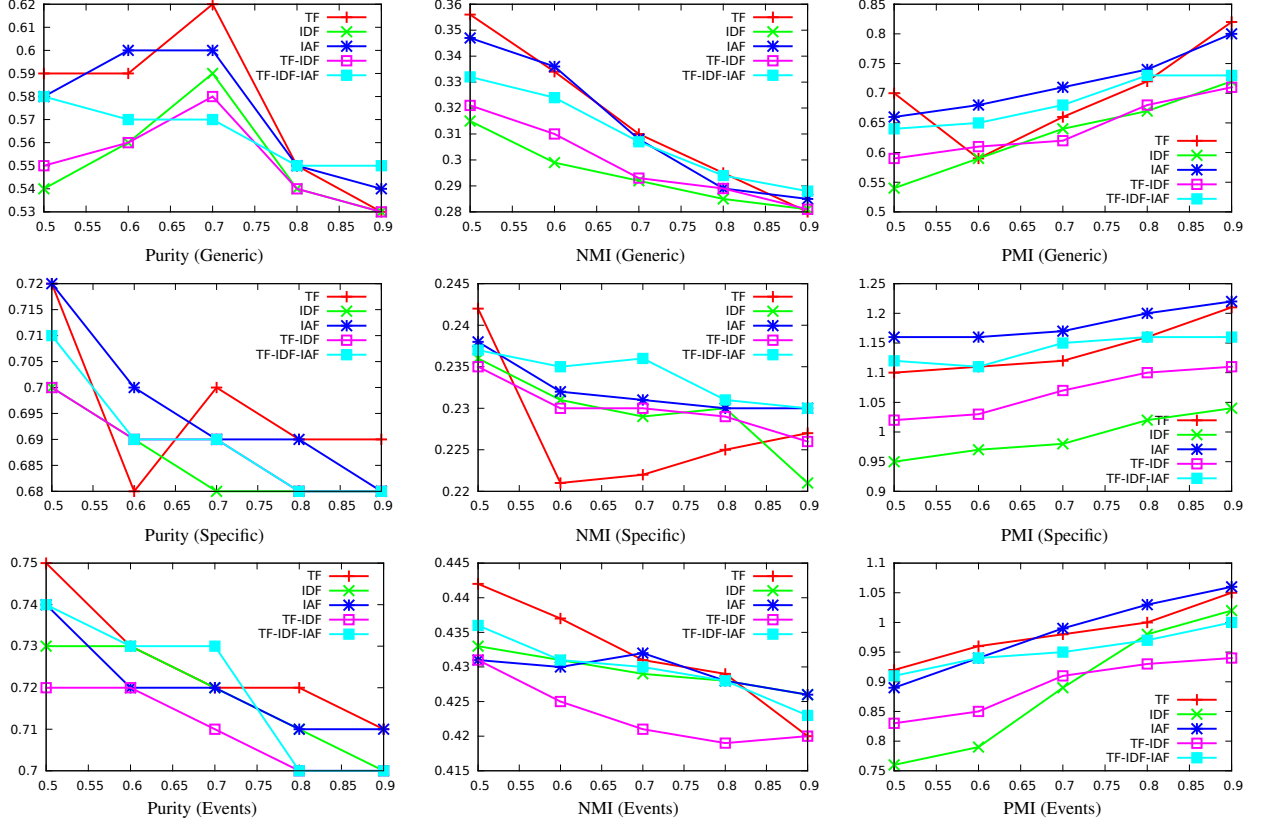 0.62
0.61
0.6
0.59
0.58
0.57
0.56
0.55
0.54
0.53
0.5 0.55 0.6 0.65 0.7 0.75 0.8 0.85 0.9
TF
IDF
IAF
TF-IDF
TF-IDF-IAF
Purity (Generic)
0.36
0.35
0.34
0.33
0.32
0.31
0.3
0.29
0.28
0.5 0.55 0.6 0.65 0.7 0.75 0.8 0.85 0.9
TF
IDF
IAF
TF-IDF
TF-IDF-IAF
NMI (Generic)
0.85
0.8
0.75
0.7
0.65
0.6
0.55
0.5
0.5 0.55 0.6 0.65 0.7 0.75 0.8 0.85 0.9
TF
IDF
IAF
TF-IDF
TF-IDF-IAF
PMI (Generic)
0.72
0.715
0.71
0.705
0.7
0.695
0.69
0.685
0.68
0.5 0.55 0.6 0.65 0.7 0.75 0.8 0.85 0.9
TF
IDF
IAF
TF-IDF
TF-IDF-IAF
Purity (Specific)
0.245
0.24
0.235
0.23
0.225
0.22
0.5 0.55 0.6 0.65 0.7 0.75 0.8 0.85 0.9
TF
IDF
IAF
TF-IDF
TF-IDF-IAF
NMI (Specific)
1.25
1.2
1.15
1.1
1.05
1
0.95
0.9
0.5 0.55 0.6 0.65 0.7 0.75 0.8 0.85 0.9
TF
IDF
IAF
TF-IDF
TF-IDF-IAF
PMI (Specific)
0.75
0.74
0.73
0.72
0.71
0.7
0.5 0.55 0.6 0.65 0.7 0.75 0.8 0.85 0.9
TF
IDF
IAF
TF-IDF
TF-IDF-IAF
Purity (Events)
0.445
0.44
0.435
0.43
0.425
0.42
0.415
0.5 0.55 0.6 0.65 0.7 0.75 0.8 0.85 0.9
TF
IDF
IAF
TF-IDF
TF-IDF-IAF
NMI (Events)
1.1
1.05
1
0.95
0.9
0.85
0.8
0.75
0.5 0.55 0.6 0.65 0.7 0.75 0.8 0.85 0.9
TF
IDF
IAF
TF-IDF
TF-IDF-IAF
PMI (Events)